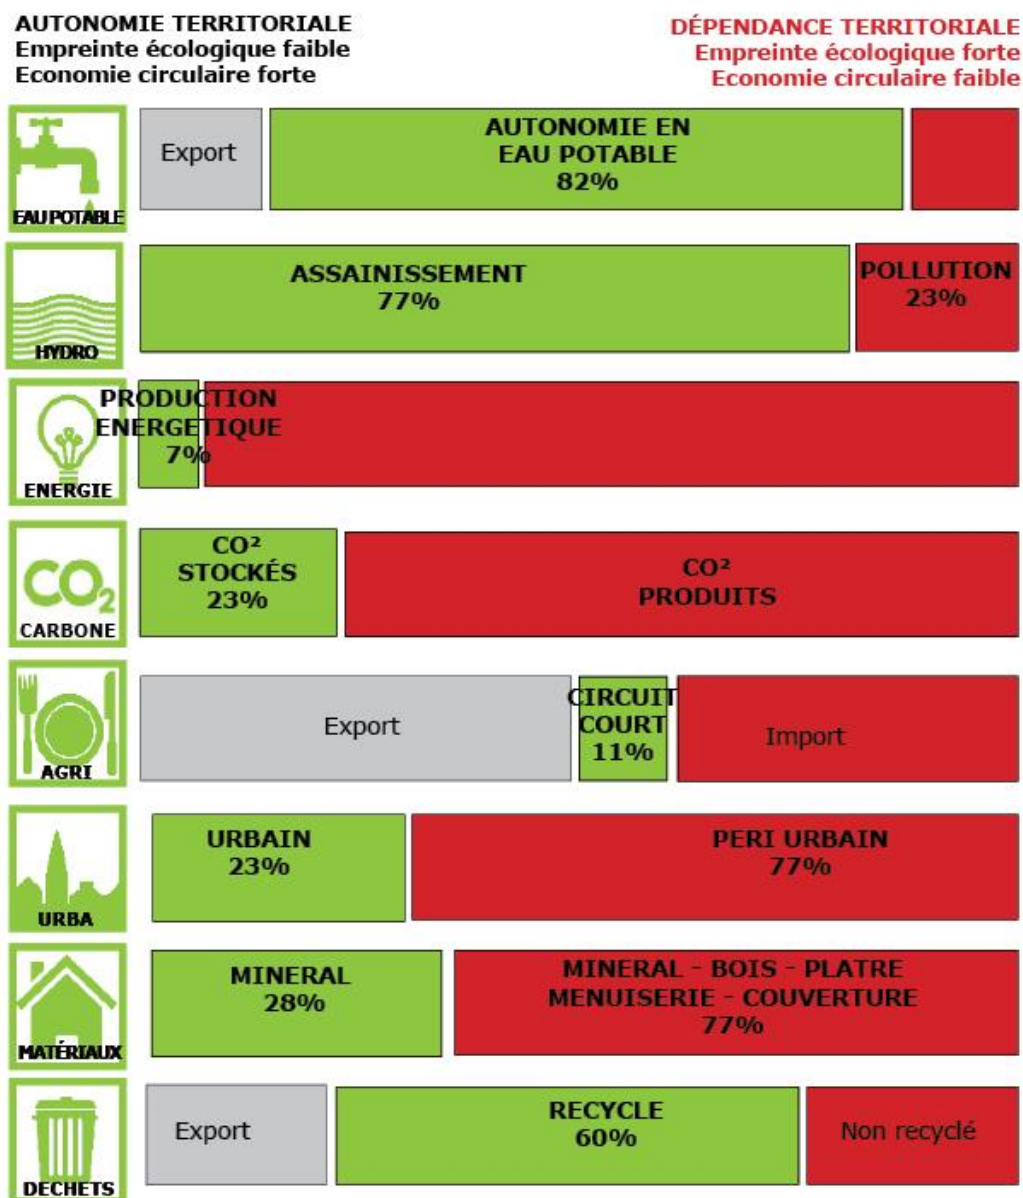 AUTONOMIE TERRITORIALE
Empreinte écologique faible
Economie circulaire forte
DÉPENDANCE TERRITORIALE
Empreinte écologique forte
Economie circulaire faible
EAU POTABLE
Export
AUTONOMIE EN
EAU POTABLE
82%
HYDRO
ASSAINISSEMENT
77%
POLLUTION
23%
ENERGIE
PRODUCTION
ENERGETIQUE
7%
CO₂
CARBONE
CO²
STOCKÉS
23%
CO²
PRODUITS
AGRI
Export
CIRCUIT
COURT
11%
Import
URBA
URBAIN
23%
PERI URBAIN
77%
MATÉRIAUX
MINERAL
28%
MINERAL - BOIS - PLATRE
MENUISERIE - COUVERTURE
77%
DECHETS
Export
RECYCLE
60%
Non recyclé